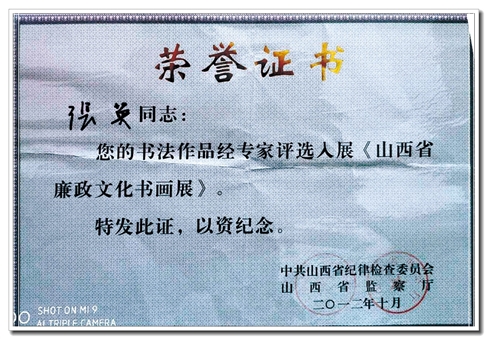 荣誉证书
张英同志：
您的书法作品经专家评选入展《山西省
廉政文化书画展》。
特发此证，以资纪念。
中共山西省纪律检查委员会
山西省监察厅
二〇一二年十月
SHOT ON MI 9
AI TRIPLE CAMERA